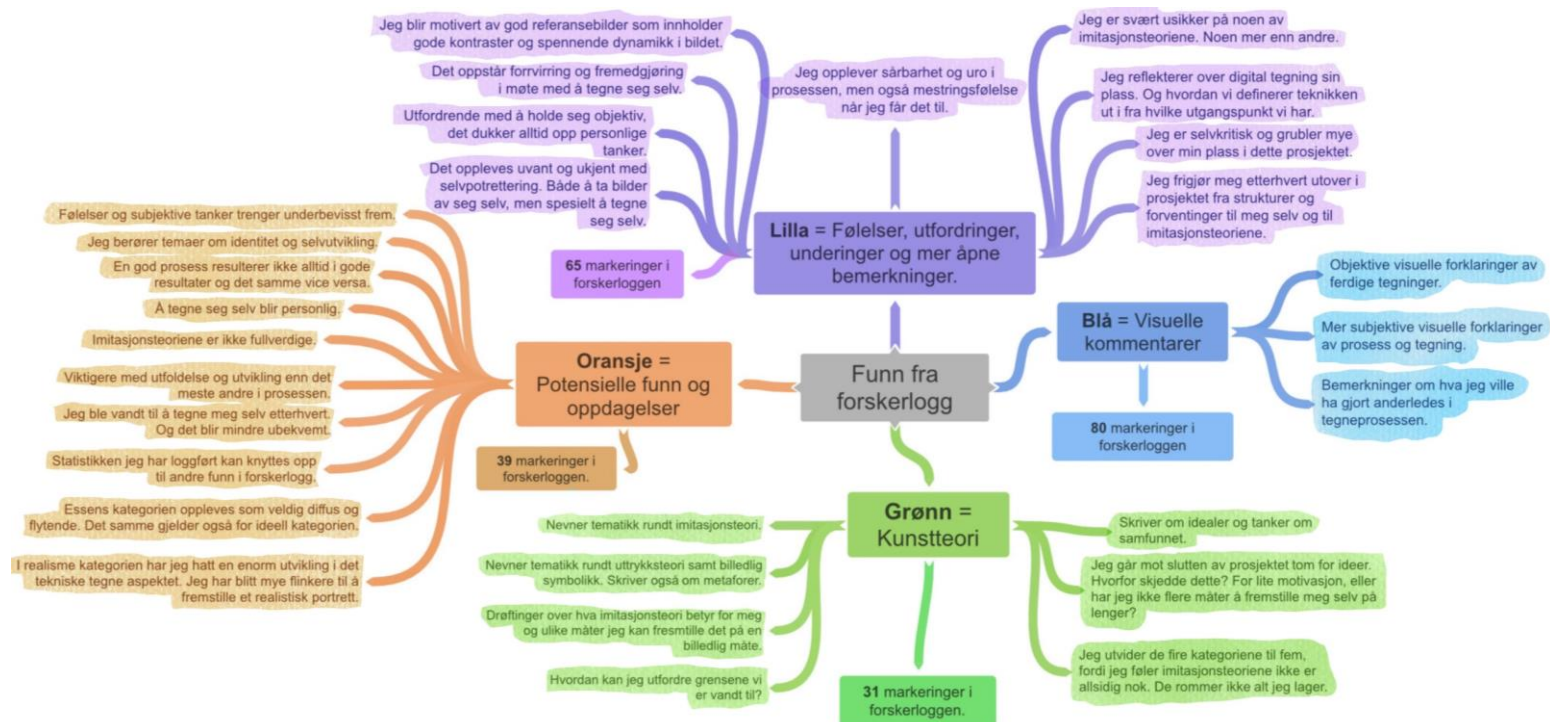 Jeg blir motivert av god referansebilder som innholder
gode kontraster og spennende dynamikk i bildet.
Det oppstår forrvirring og fremedgjøring
i møte med å tegne seg selv.
Utfordrende med å holde seg objektiv,
det dukker alltid opp personlige
tanker.
Det oppleves uvant og ukjent med
selvpotrettering. Både å ta bilder
av seg selv, men spesielt å tegne
seg selv.
Jeg opplever sårbarhet og uro i
prosessen, men også mestringsfølelse
når jeg får det til.
Jeg er svært usikker på noen av
imitasjonsteoriene. Noen mer enn andre.
Jeg reflekterer over digital tegning sin
plass. Og hvordan vi definerer teknikken
ut i fra hvilke utgangspunkt vi har.
Jeg er selvkritisk og grubler mye
over min plass i dette prosjektet.
Jeg frigjør meg etterhvert utover i
prosjektet fra strukturer og
forventinger til meg selv og til
imitasjonsteoriene.
Lilla = Følelser, utfordringer,
underinger og mer åpne
bemerkninger.
65 markeringer i
forskerloggen
Følelser og subjektive tanker trenger underbevisst frem.
Jeg berører temaer om identitet og selvutvikling.
En god prosess resulterer ikke alltid i gode
resultater og det samme vice versa.
Å tegne seg selv blir personlig.
Imitasjonsteoriene er ikke fullverdige.
Viktigere med utfoldelse og utvikling enn det
meste andre i prosessen.
Jeg ble vandt til å tegne meg selv etterhvert.
Og det blir mindre ubekvemt.
Statistikken jeg har loggført kan knyttes opp
til andre funn i forskerlogg.
Essens kategorien oppleves som veldig diffus og
flytende. Det samme gjelder også for ideell kategorien.
I realisme kategorien har jeg hatt en enorm utvikling i det
tekniske tegne aspektet. Jeg har blitt mye flinkere til å
fremstille et realistisk portrett.
Oransje =
Potensielle funn og
oppdagelser
39 markeringer i
forskerloggen.
Funn fra
forskerlogg
Blå = Visuelle
kommentarer
80 markeringer i
forskerloggen
Objektive visuelle forklaringer av
ferdige tegninger.
Mer subjektive visuelle forklaringer
av prosess og tegning.
Bemerkninger om hva jeg ville
ha gjort anderledes i
tegneprosessen.
Grønn =
Kunstteori
31 markeringer i
forskerloggen.
Nevner tematikk rundt imitasjonsteori.
Nevner tematikk rundt uttryksteori samt billedlig
symbolikk. Skriver også om metaforer.
Drøftinger over hva imitasjonsteori betyr for meg
og ulike måter jeg kan fresmtille det på en
billedlig måte.
Hvordan kan jeg utfordre grensene vi
er vandt til?
Skriver om idealer og tanker om
samfunnet.
Jeg går mot slutten av prosjektet tom for ideer.
Hvorfor skjedde dette? For lite motivasjon, eller
har jeg ikke flere måter å fremstille meg selv på
lenger?
Jeg utvider de fire kategoriene til fem,
fordi jeg føler imitasjonsteoriene ikke er
allsidig nok. De rommer ikke alt jeg lager.